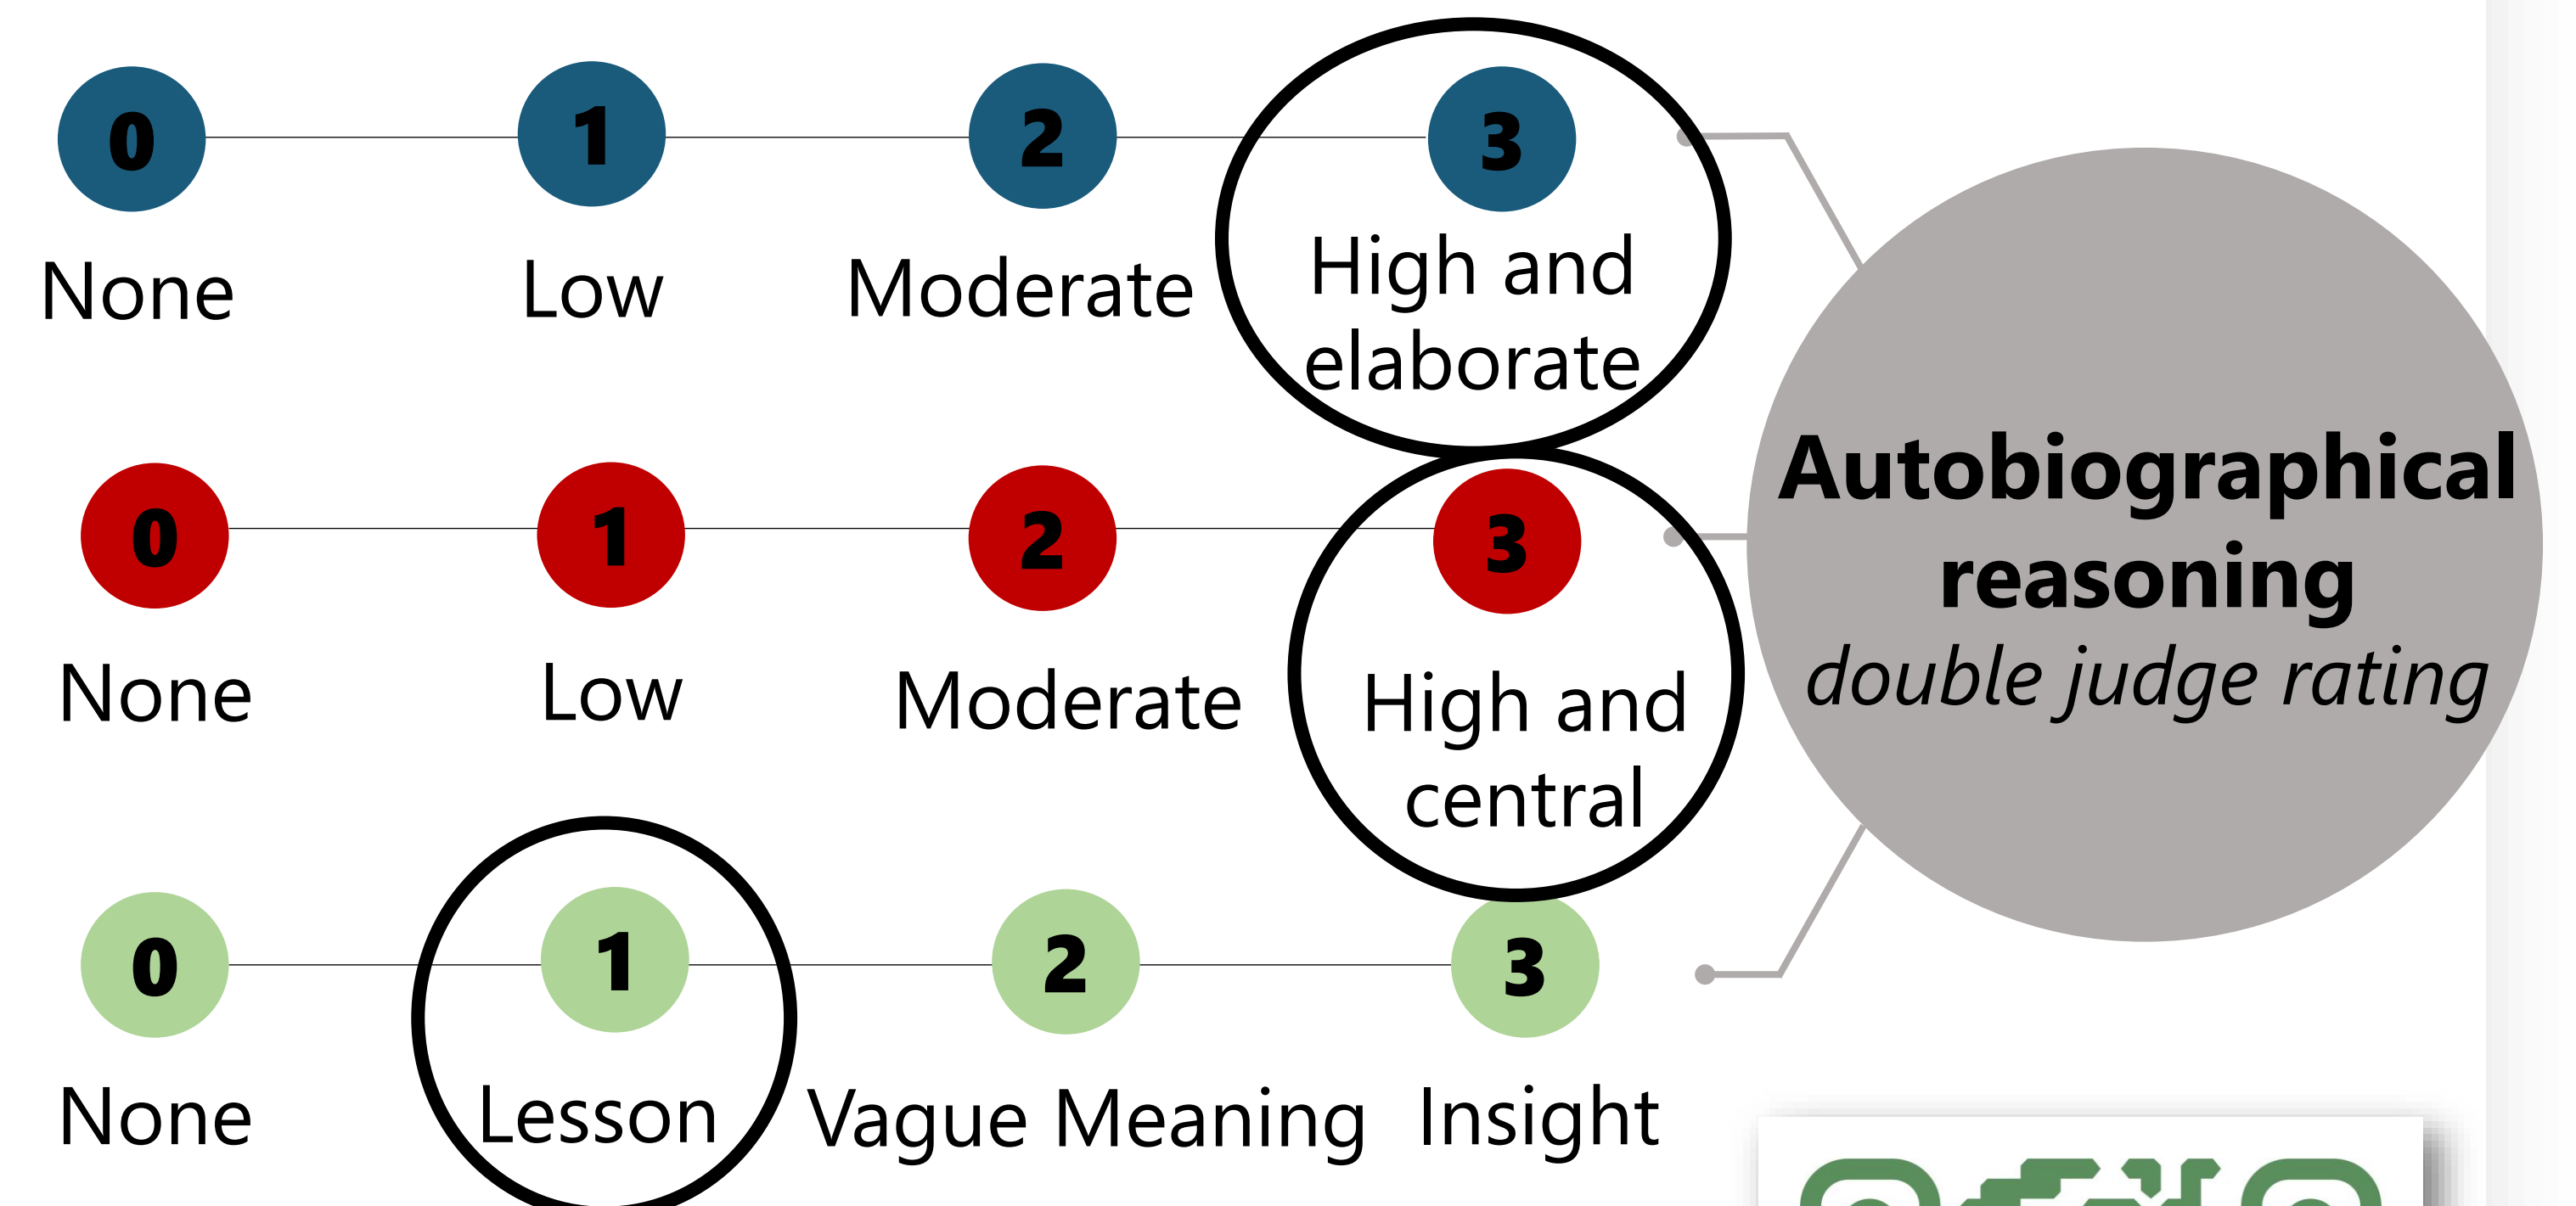 0 1 2 3
None Low Moderate High and
elaborate
0 1 2 3
None Low Moderate High and
central
0 1 2 3
None Lesson Vague Meaning Insight
Autobiographical
reasoning
double judge rating